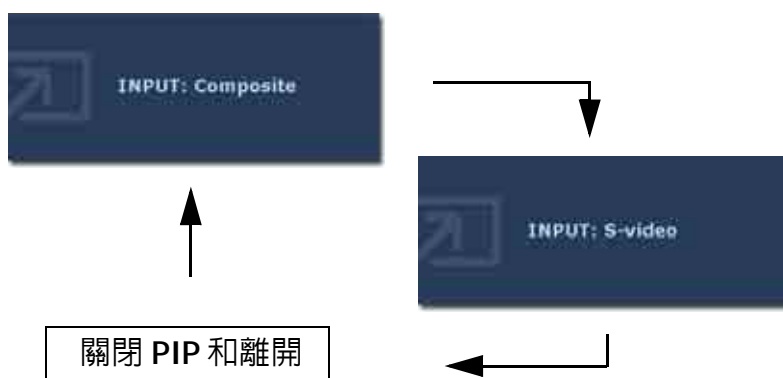 INPUT: Composite
INPUT: S-video
關閉 PIP 和離開